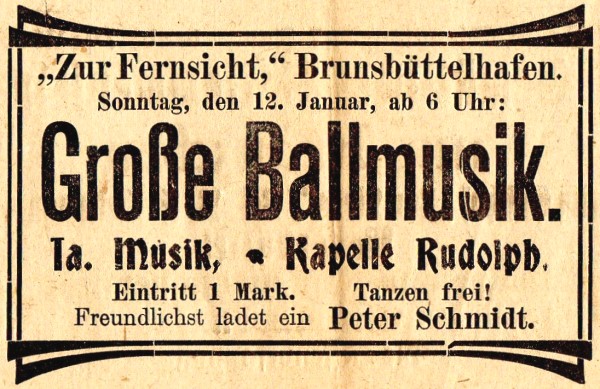 „Zur Fernsicht,“ Brunsbüttelhafen.
Sonntag, den 12. Januar, ab 6 Uhr:
Große Ballmusik.
Ia. Musik, Kapelle Rudolph.
Eintritt 1 Mark. Tanzen frei!
Freundlichst ladet ein Peter Schmidt.